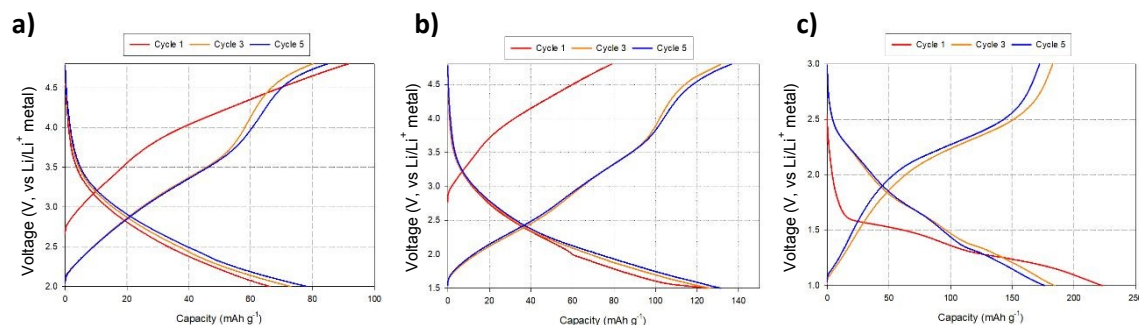 a)
Cycle 1 Cycle 3 Cycle 5
Voltage (V, vs Li/Li⁺ metal)
4.5
4.0
3.5
3.0
2.5
2.0
0 20 40 60 80 100
Capacity (mAh g⁻¹)
b)
Cycle 1 Cycle 3 Cycle 5
Voltage (V, vs Li/Li⁺ metal)
4.5
4.0
3.5
3.0
2.5
2.0
1.5
0 20 40 60 80 100 120 140
Capacity (mAh g⁻¹)
c)
Cycle 1 Cycle 3 Cycle 5
Voltage (V, vs Li/Li⁺ metal)
3.0
2.5
2.0
1.5
1.0
0 50 100 150 200 250
Capacity (mAh g⁻¹)